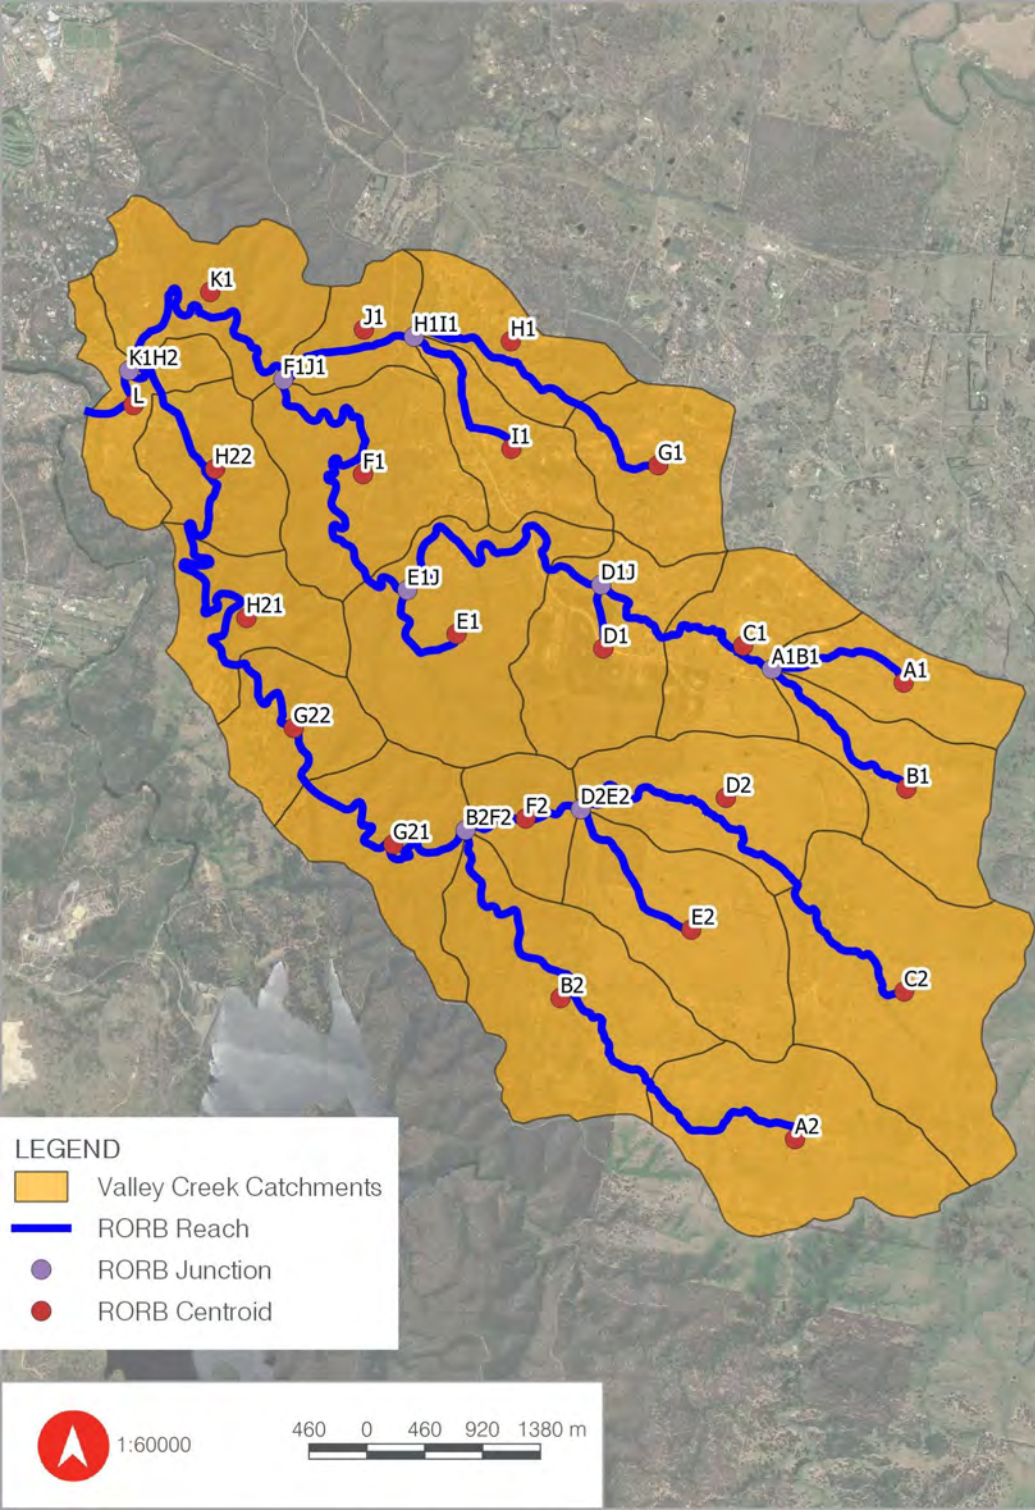 K1
J1
H1I1
H1
K1H2
F1J1
L
I1
H22
F1
G1
E1J
D1J
H21
E1
D1
C1
A1B1
A1
G22
B1
D2
D2E2
F2
B2F2
G21
E2
B2
C2
A2
LEGEND
Valley Creek Catchments
RORB Reach
RORB Junction
RORB Centroid
1:60000
460 0 460 920 1380 m